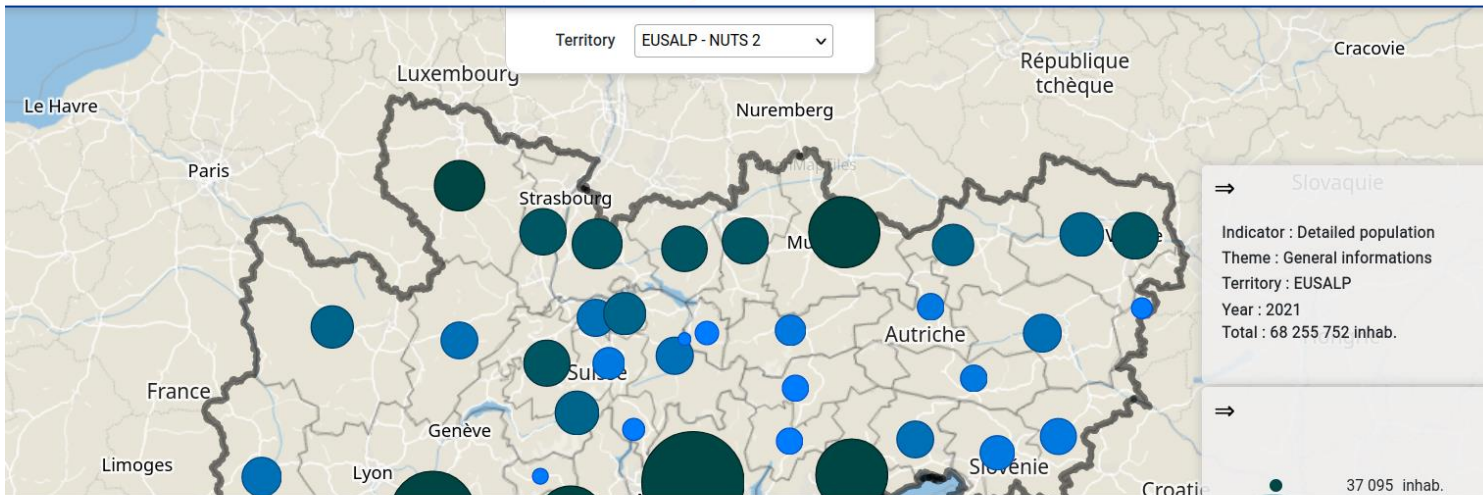 Territory
EUSALP - NUTS 2
Cracovie
République
tchèque
Luxembourg
Le Havre
Nuremberg
Paris
Strasbourg
Slovaquie
⇒
Indicator : Detailed population
Theme : General informations
Territory : EUSALP
Year : 2021
Total : 68 255 752 inhab.
Autriche
Suisse
France
⇒
Genève
Limoges
Lyon
Slovénie
Croatie
37 095 inhab.